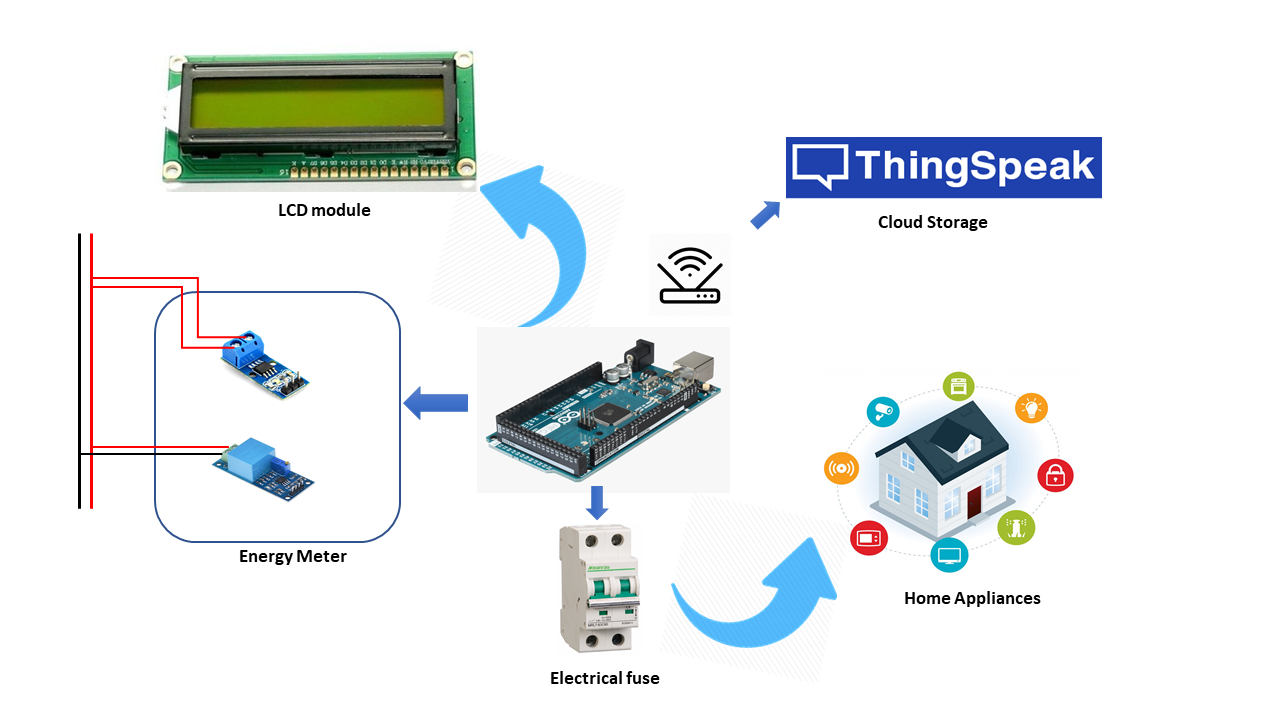 LCD module
ThingSpeak
Cloud Storage
Energy Meter
Home Appliances
Electrical fuse